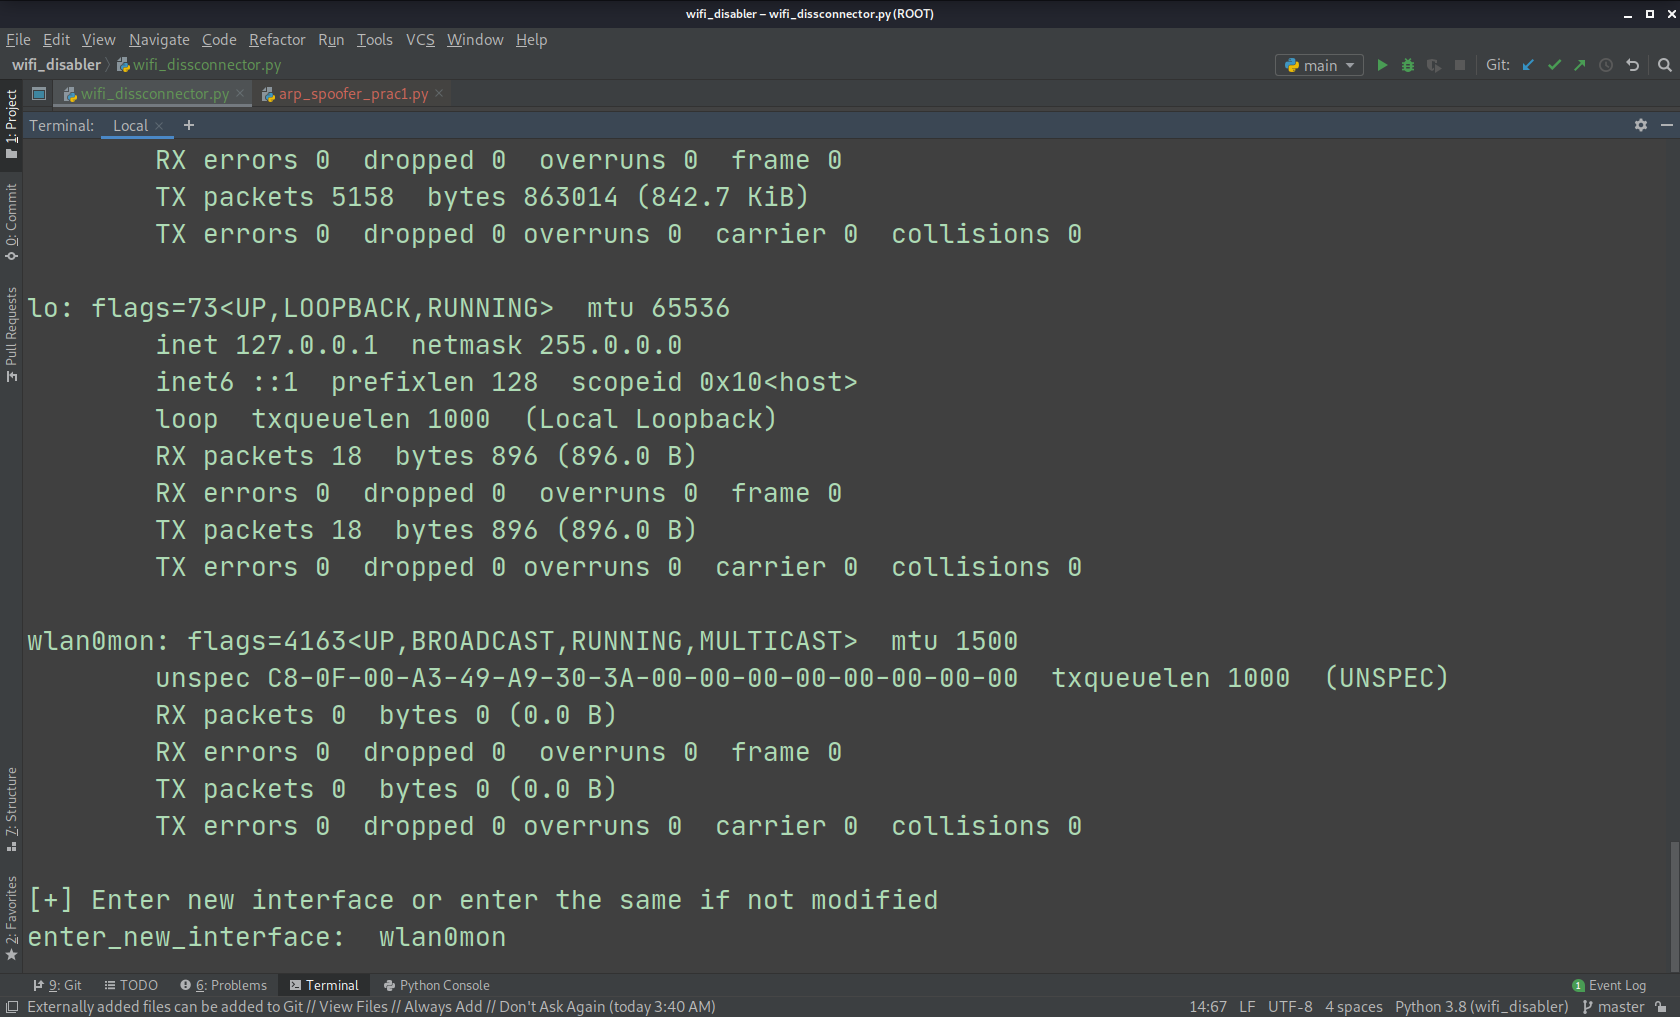 wifi_disabler – wifi_dissconnector.py (ROOT)
File Edit View Navigate Code Refactor Run Tools VCS Window Help
wifi_disabler wifi_dissconnector.py main Git:
wifi_dissconnector.py arp_spoofer_prac1.py
Terminal: Local
1: Project
0: Commit
Pull Requests
7: Structure
2: Favorites
RX errors 0 dropped 0 overruns 0 frame 0
TX packets 5158 bytes 863014 (842.7 KiB)
TX errors 0 dropped 0 overruns 0 carrier 0 collisions 0
lo: flags=73<UP,LOOPBACK,RUNNING> mtu 65536
inet 127.0.0.1 netmask 255.0.0.0
inet6 ::1 prefixlen 128 scopeid 0x10<host>
loop txqueuelen 1000 (Local Loopback)
RX packets 18 bytes 896 (896.0 B)
RX errors 0 dropped 0 overruns 0 frame 0
TX packets 18 bytes 896 (896.0 B)
TX errors 0 dropped 0 overruns 0 carrier 0 collisions 0
wlan0mon: flags=4163<UP,BROADCAST,RUNNING,MULTICAST> mtu 1500
unspec C8-0F-00-A3-49-A9-30-3A-00-00-00-00-00-00-00-00 txqueuelen 1000 (UNSPEC)
RX packets 0 bytes 0 (0.0 B)
RX errors 0 dropped 0 overruns 0 frame 0
TX packets 0 bytes 0 (0.0 B)
TX errors 0 dropped 0 overruns 0 carrier 0 collisions 0
[+] Enter new interface or enter the same if not modified
enter_new_interface: wlan0mon
9: Git TODO 6: Problems Terminal Python Console 1 Event Log
Externally added files can be added to Git // View Files // Always Add // Don't Ask Again (today 3:40 AM) 14:67 LF UTF-8 4 spaces Python 3.8 (wifi_disabler) master